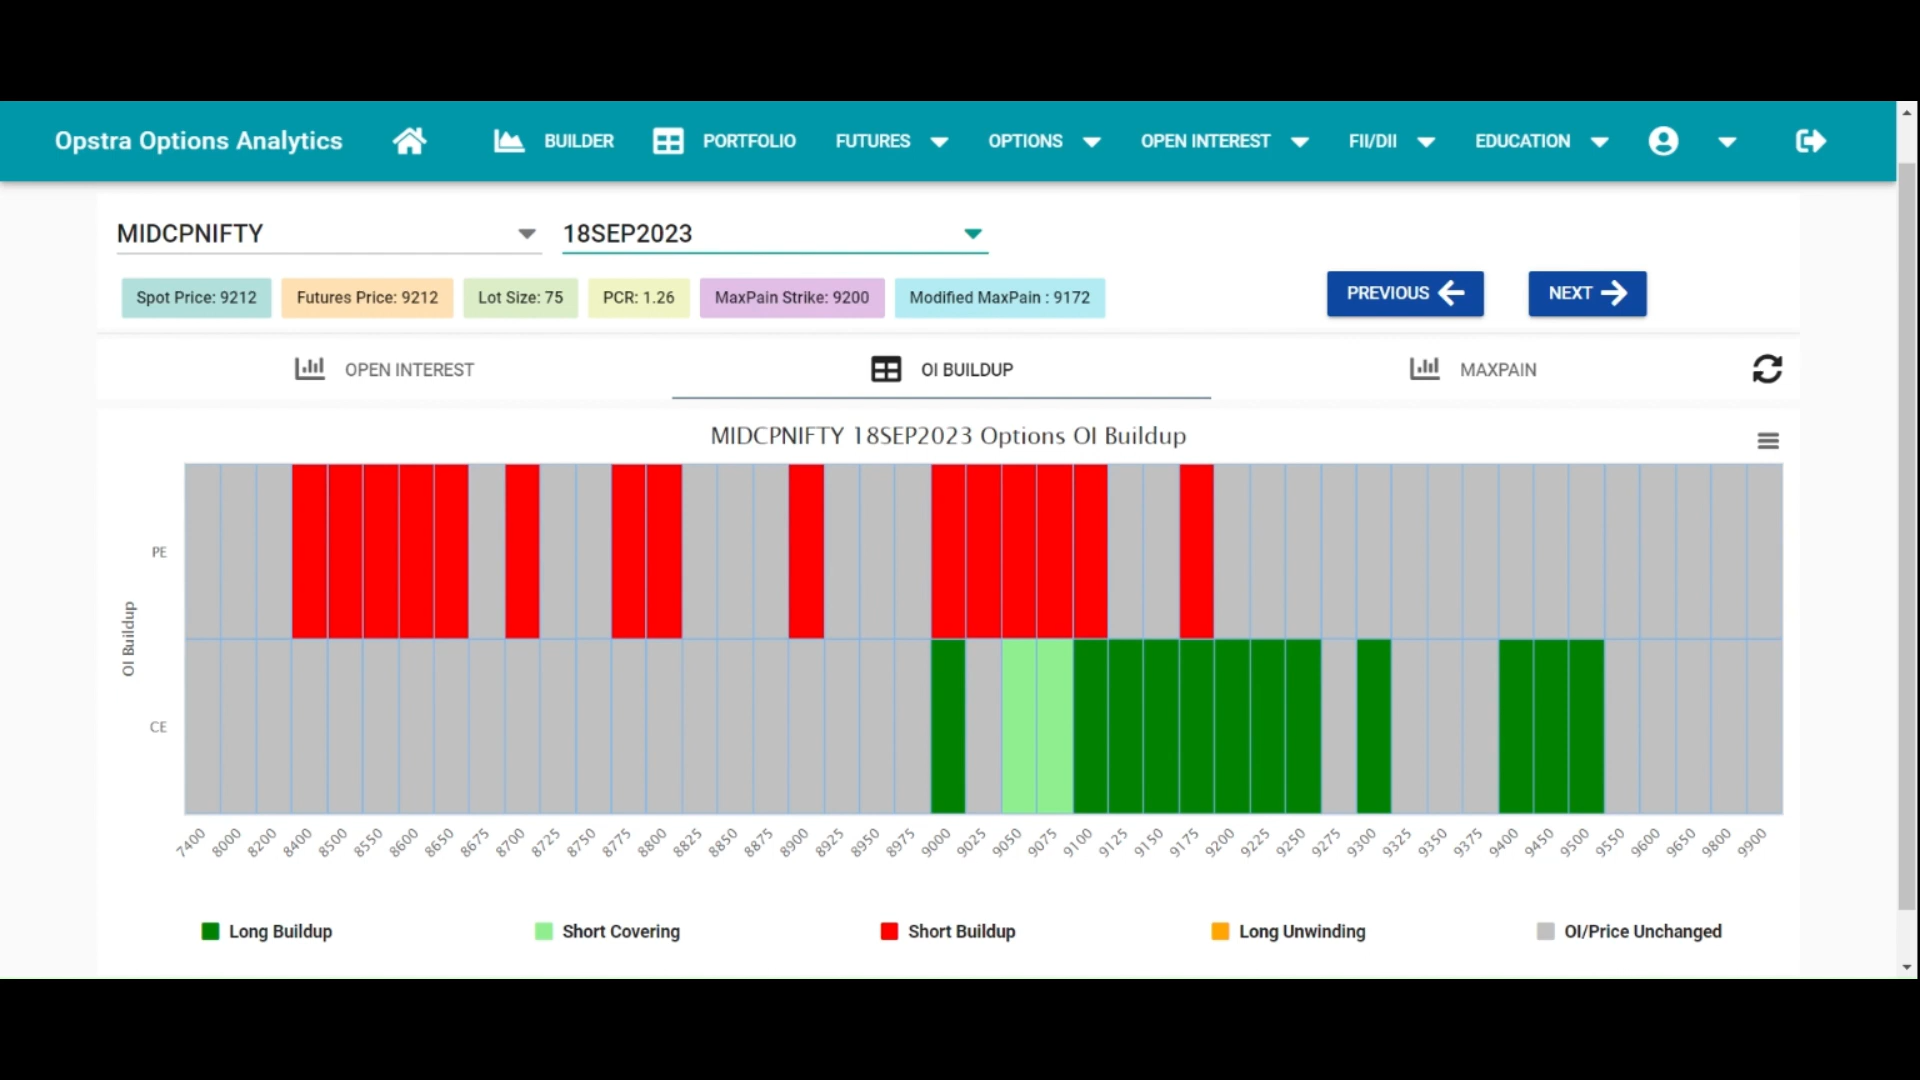 Opstra Options Analytics BUILDER PORTFOLIO FUTURES OPTIONS OPEN INTEREST FII/DII EDUCATION
MIDCPNIFTY 18SEP2023
Spot Price: 9212 Futures Price: 9212 Lot Size: 75 PCR: 1.26 MaxPain Strike: 9200 Modified MaxPain : 9172 PREVIOUS NEXT
OPEN INTEREST OI BUILDUP MAXPAIN
MIDCPNIFTY 18SEP2023 Options OI Buildup
PE
OI Buildup
CE
7400 8000 8200 8400 8500 8550 8600 8650 8675 8700 8725 8750 8775 8800 8825 8850 8875 8900 8925 8950 8975 9000 9025 9050 9075 9100 9125 9150 9175 9200 9225 9250 9275 9300 9325 9350 9375 9400 9450 9500 9550 9600 9650 9800 9900
Long Buildup Short Covering Short Buildup Long Unwinding OI/Price Unchanged